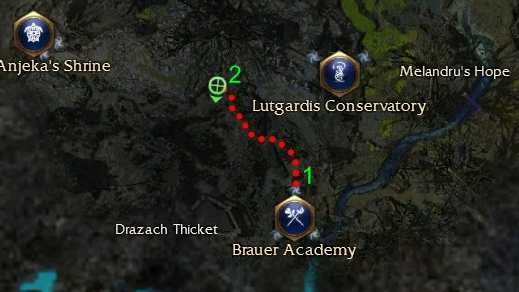 Anjeka's Shrine
2
Melandru's Hope
Lutgardis Conservatory
1
Drazach Thicket
Brauer Academy